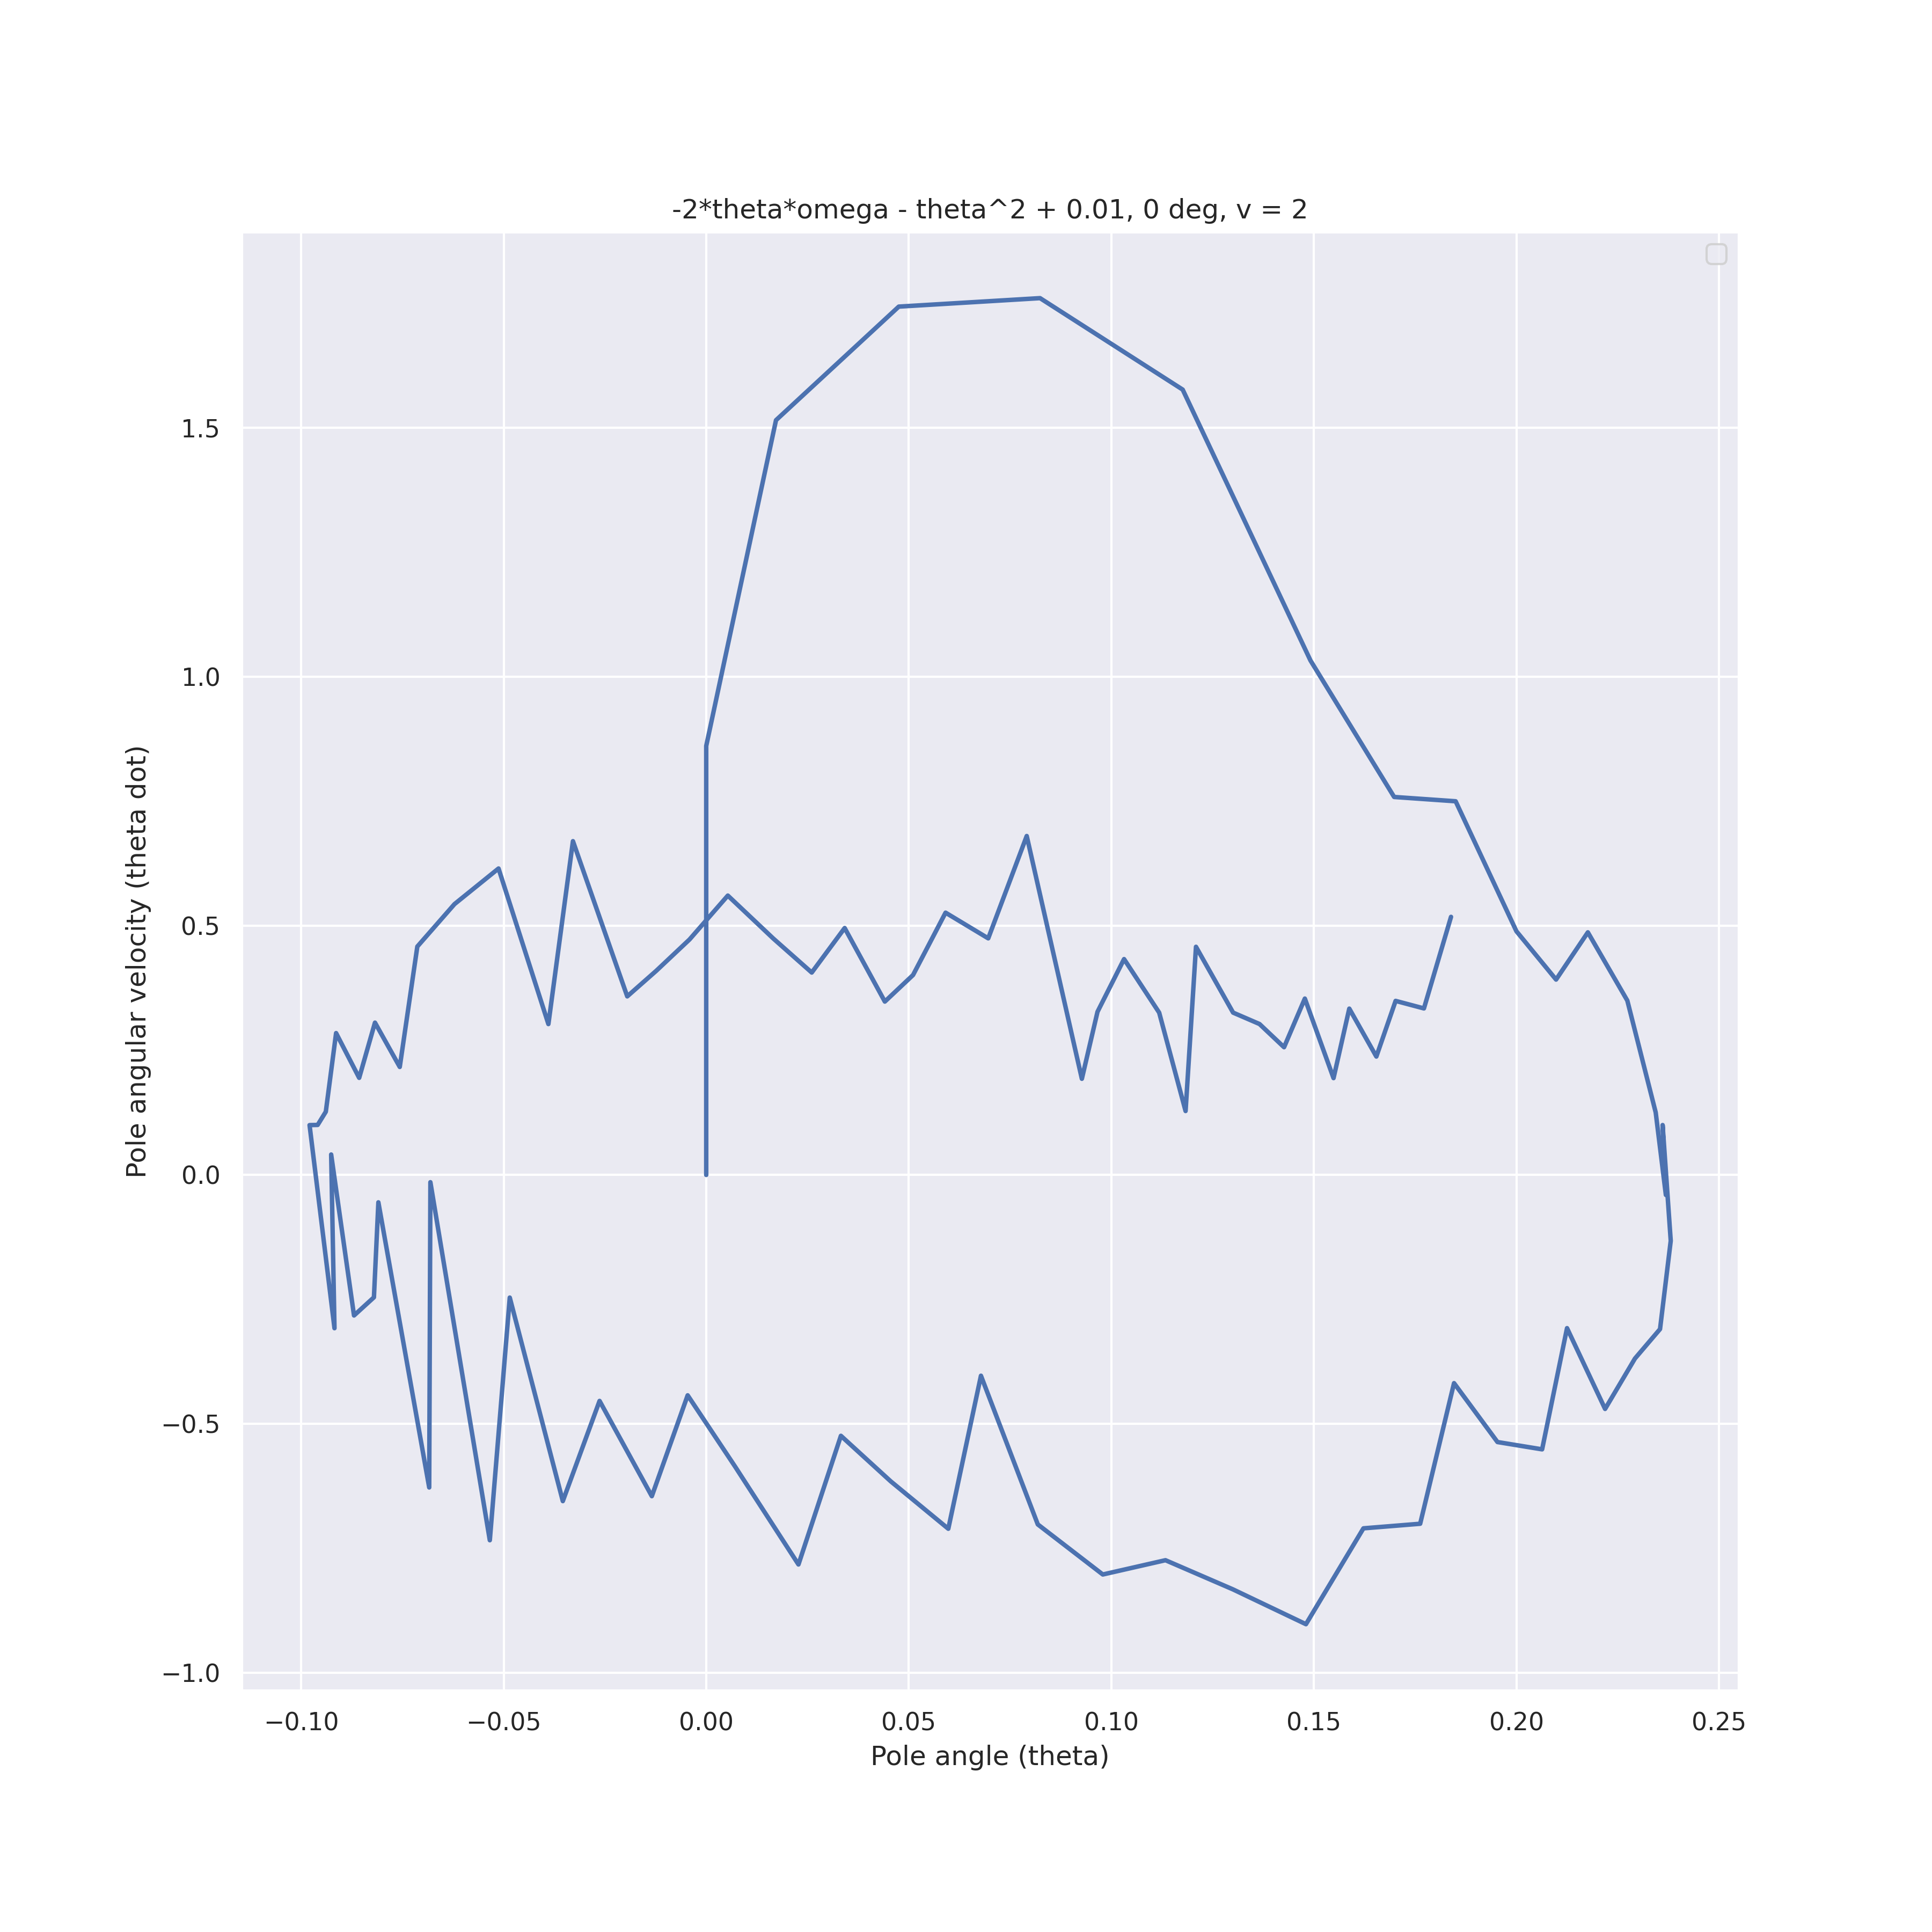 -2*theta*omega - theta^2 + 0.01, 0 deg, v = 2
Pole angular velocity (theta dot)
1.5
1.0
0.5
0.0
−0.5
−1.0
−0.10 −0.05 0.00 0.05 0.10 0.15 0.20 0.25
Pole angle (theta)